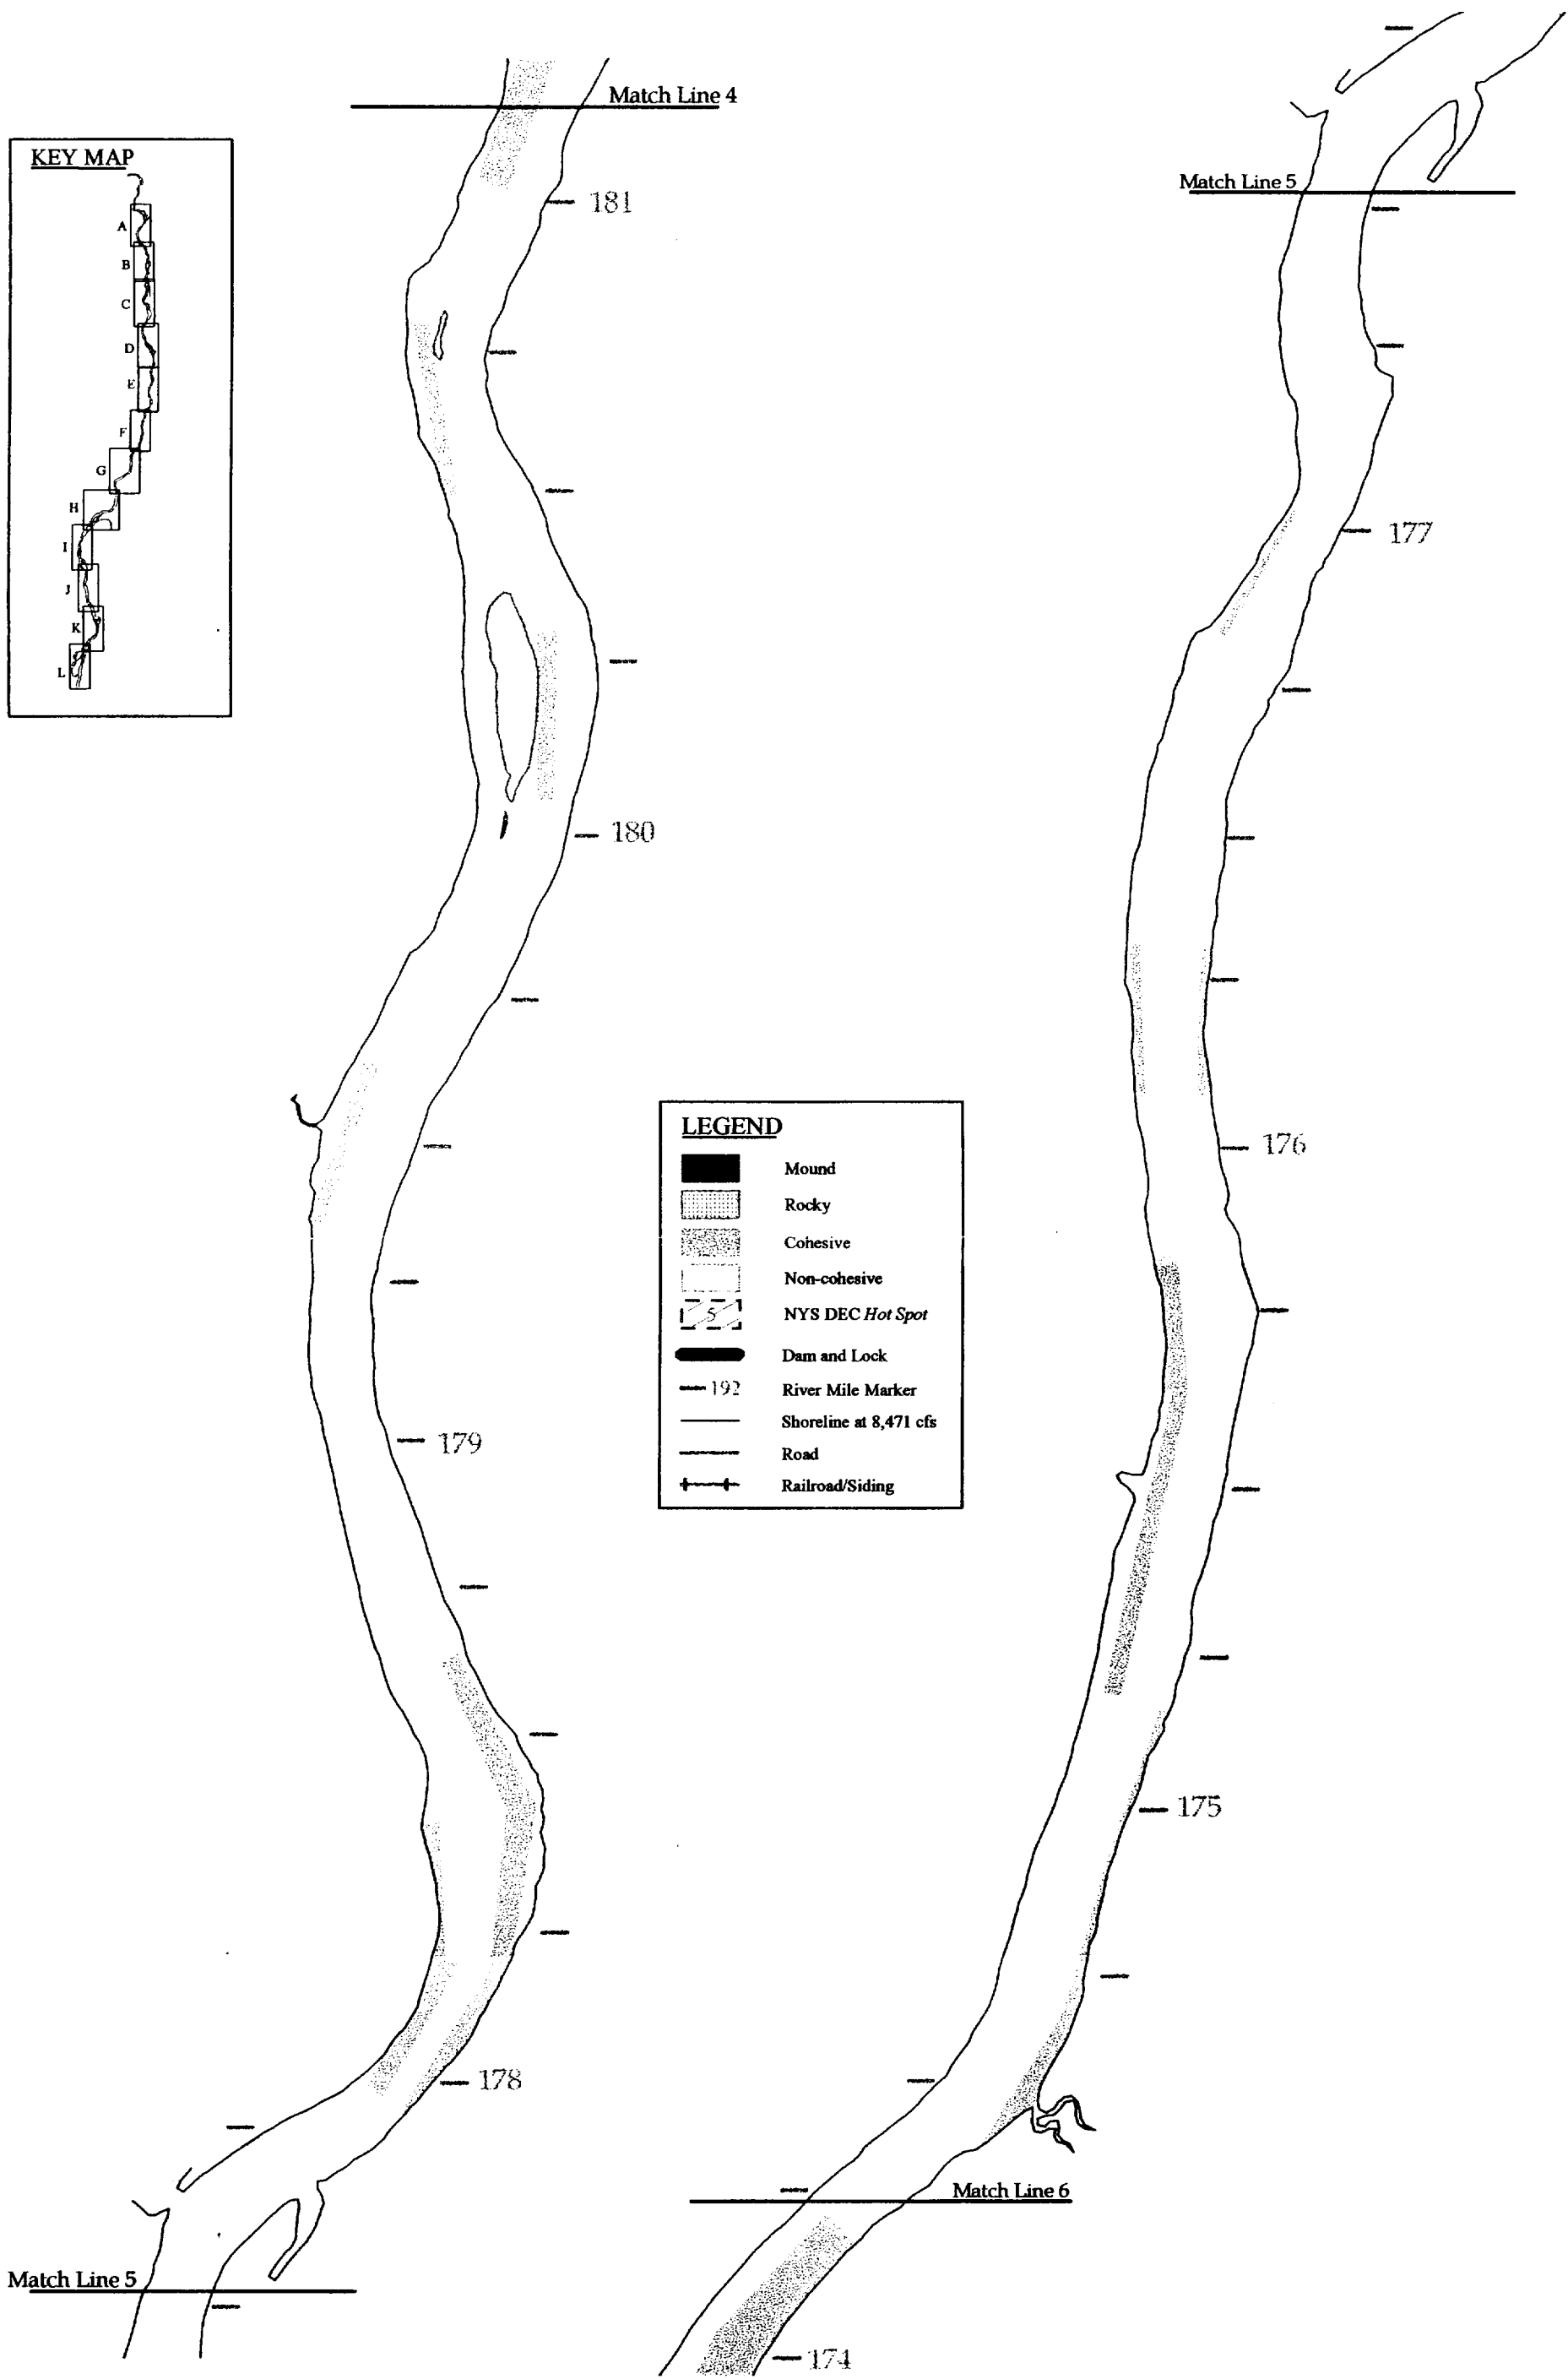 Match Line 4
KEY MAP
A
B
C
D
E
F
G
H
I
J
K
L
181
180
179
178
Match Line 5
Match Line 5
177
176
175
Match Line 6
174
LEGEND
Mound
Rocky
Cohesive
Non-cohesive
5 NYS DEC Hot Spot
Dam and Lock
192 River Mile Marker
Shoreline at 8,471 cfs
Road
Railroad/Siding